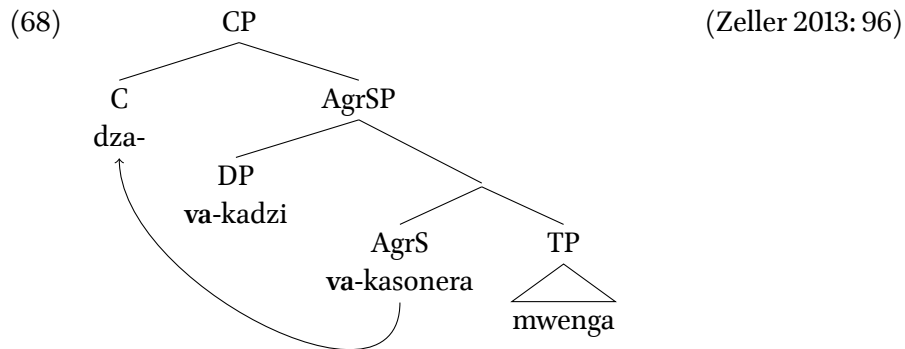 (68) CP (Zeller 2013: 96)
C AgrSP
dza-
DP
va-kadzi
AgrS TP
va-kasonera
mwenga